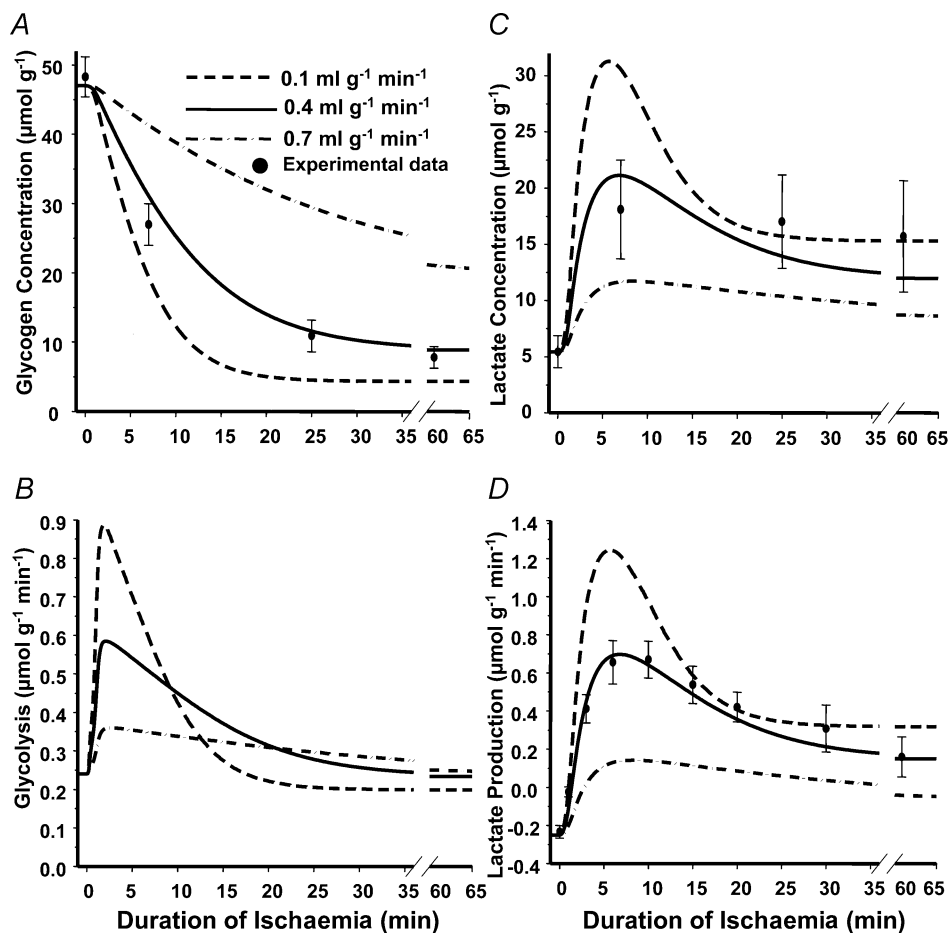 A
Glycogen Concentration (µmol g⁻¹)
50
40
30
20
10
0
0 5 10 15 20 25 30 35 60 65
0.1 ml g⁻¹ min⁻¹
0.4 ml g⁻¹ min⁻¹
0.7 ml g⁻¹ min⁻¹
Experimental data
C
Lactate Concentration (µmol g⁻¹)
30
25
20
15
10
5
0
0 5 10 15 20 25 30 35 60 65
B
Glycolysis (µmol g⁻¹ min⁻¹)
0.9
0.8
0.7
0.6
0.5
0.4
0.3
0.2
0.1
0.0
0 5 10 15 20 25 30 35 60 65
Duration of Ischaemia (min)
D
Lactate Production (µmol g⁻¹ min⁻¹)
1.4
1.2
1.0
0.8
0.6
0.4
0.2
0.0
-0.2
-0.4
0 5 10 15 20 25 30 35 60 65
Duration of Ischaemia (min)